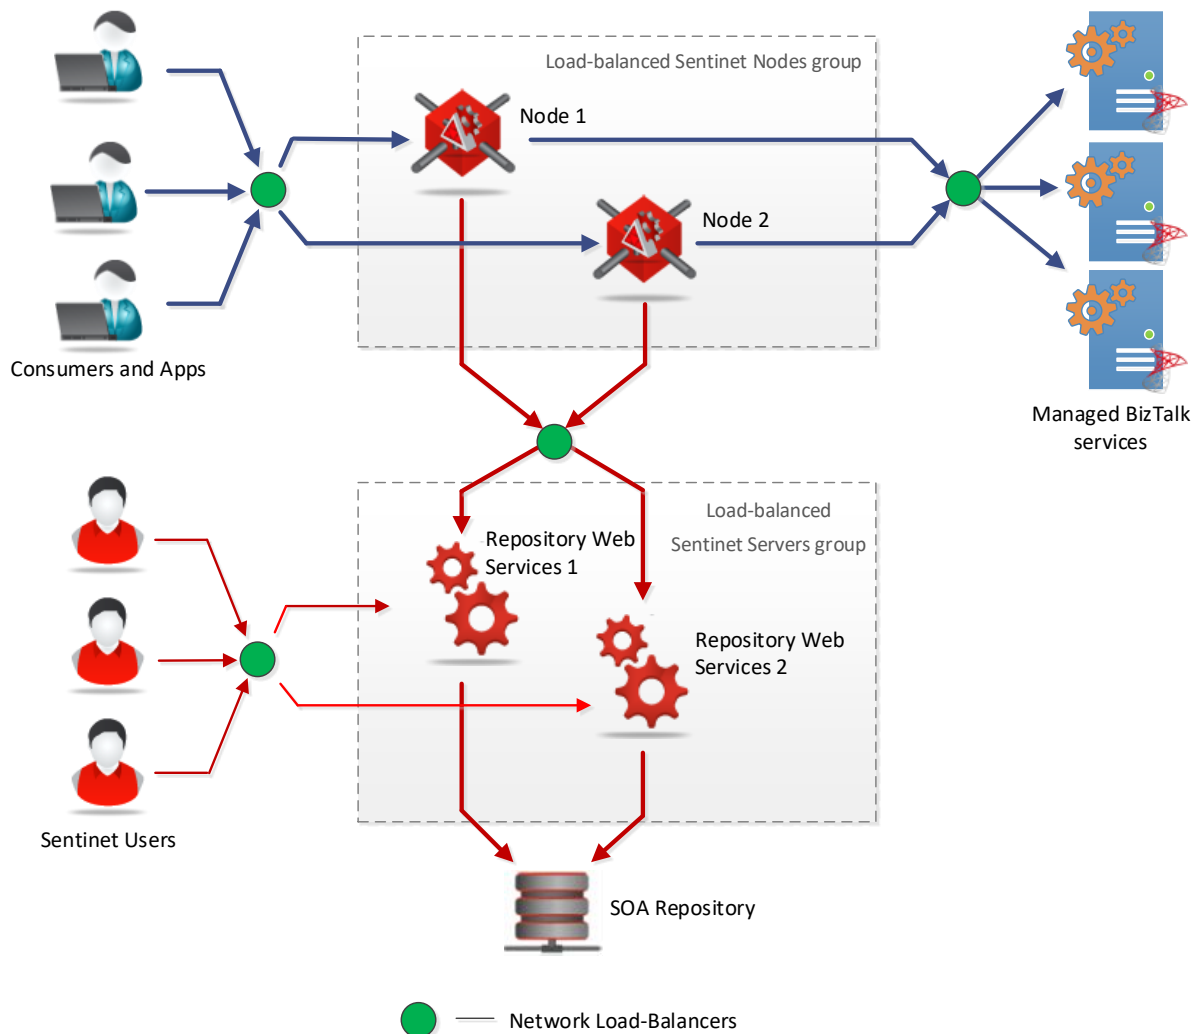 Load-balanced Sentinet Nodes group
Node 1
Node 2
Consumers and Apps
Managed BizTalk
services
Load-balanced
Sentinet Servers group
Repository Web
Services 1
Repository Web
Services 2
Sentinet Users
SOA Repository
Network Load-Balancers